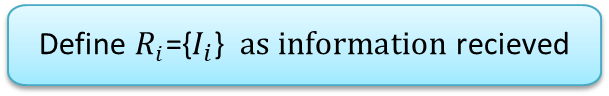 Define R_i={I_i} as information recieved